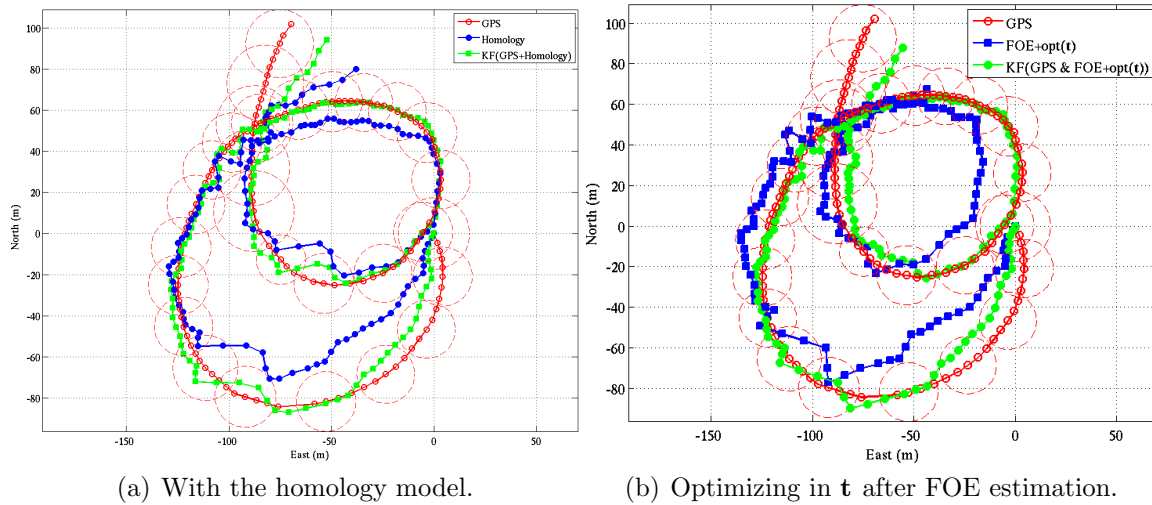 100
80
60
40
20
0
-20
-40
-60
-80
-150
-100
-50
0
50
North (m)
East (m)
GPS
Homology
KF(GPS+Homology)
100
80
60
40
20
0
-20
-40
-60
-80
-150
-100
-50
0
50
North (m)
East (m)
GPS
FOE+opt(t)
KF(GPS & FOE+opt(t))
(a) With the homology model.
(b) Optimizing in t after FOE estimation.